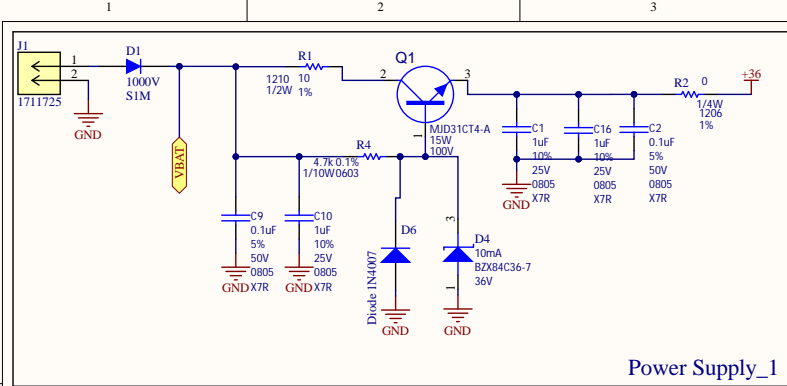 1 2 3
J1
1
2
1711725
GND
D1
1000V
S1M
VBAT
R1
1210 10
1/2W 1%
Q1
2 3
1
MJD31CT4-A
15W
100V
R2 0
+36
1/4W
1206
1%
C1
1uF
10%
25V
0805
X7R
GND
C16
1uF
10%
25V
0805
X7R
C2
0.1uF
5%
50V
0805
X7R
R4
4.7k 0.1%
1/10W 0603
C9
0.1uF
5%
50V
0805
X7R
GND
C10
1uF
10%
25V
0805
X7R
GND
D6
Diode 1N4007
GND
3
D4
10mA
BZX84C36-7
36V
1
GND
Power Supply_1